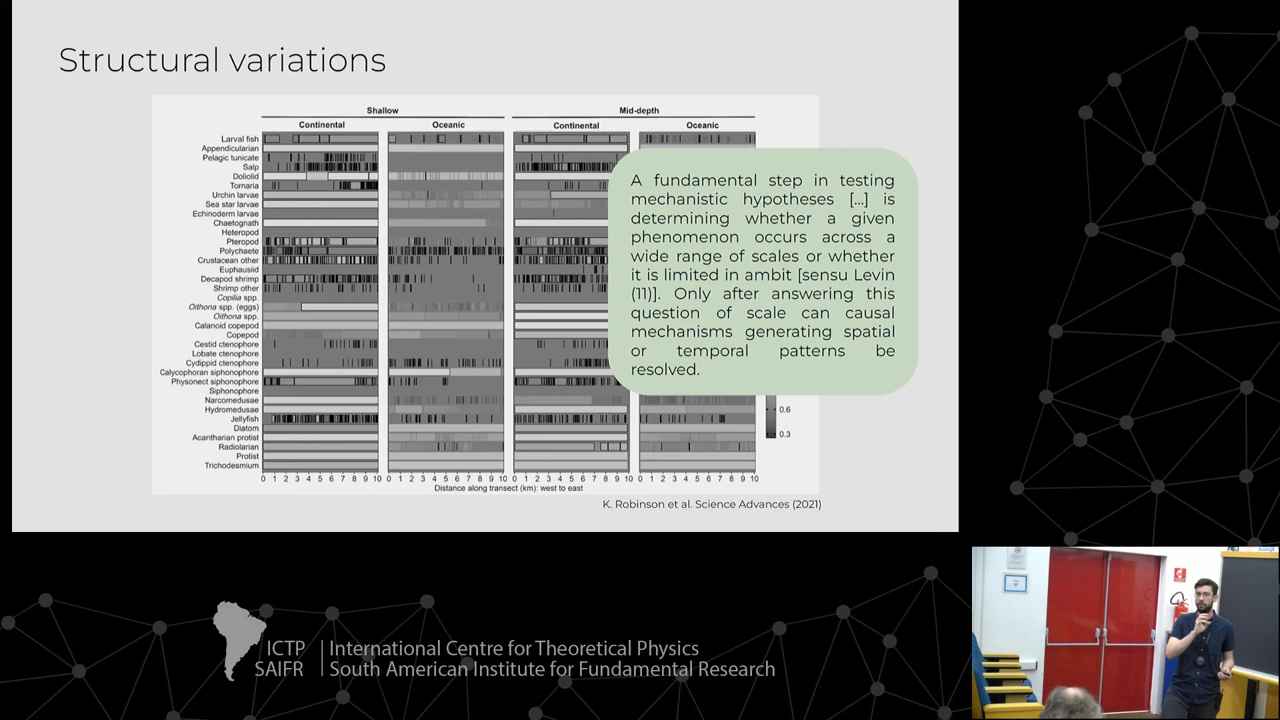 Structural variations
Shallow
Mid-depth
Continental
Oceanic
Continental
Oceanic
Larval fish
Appendicularian
Pelagic tunicate
Salp
Doliolid
Tornaria
Urchin larvae
Sea star larvae
Echinoderm larvae
Chaetognath
Heteropod
Pteropod
Polychaete
Crustacean other
Euphausiid
Decapod shrimp
Shrimp other
Copilia spp.
Oithona spp. (eggs)
Oithona spp.
Calanoid copepod
Copepod
Cestid ctenophore
Lobate ctenophore
Cydippid ctenophore
Calycophoran siphonophore
Physonect siphonophore
Siphonophore
Narcomedusae
Hydromedusae
Jellyfish
Diatom
Acantharian protist
Radiolarian
Protist
Trichodesmium
0 1 2 3 4 5 6 7 8 9 10 0 1 2 3 4 5 6 7 8 9 10 0 1 2 3 4 5 6 7 8 9 10 0 1 2 3 4 5 6 7 8 9 10
Distance along transect (km): west to east
A fundamental step in testing
mechanistic hypotheses [...] is
determining whether a given
phenomenon occurs across a
wide range of scales or whether
it is limited in ambit [sensu Levin
(11)]. Only after answering this
question of scale can causal
mechanisms generating spatial
or temporal patterns be
resolved.
0.6
0.3
K. Robinson et al. Science Advances (2021)
ICTP
SAIFR
International Centre for Theoretical Physics
South American Institute for Fundamental Research